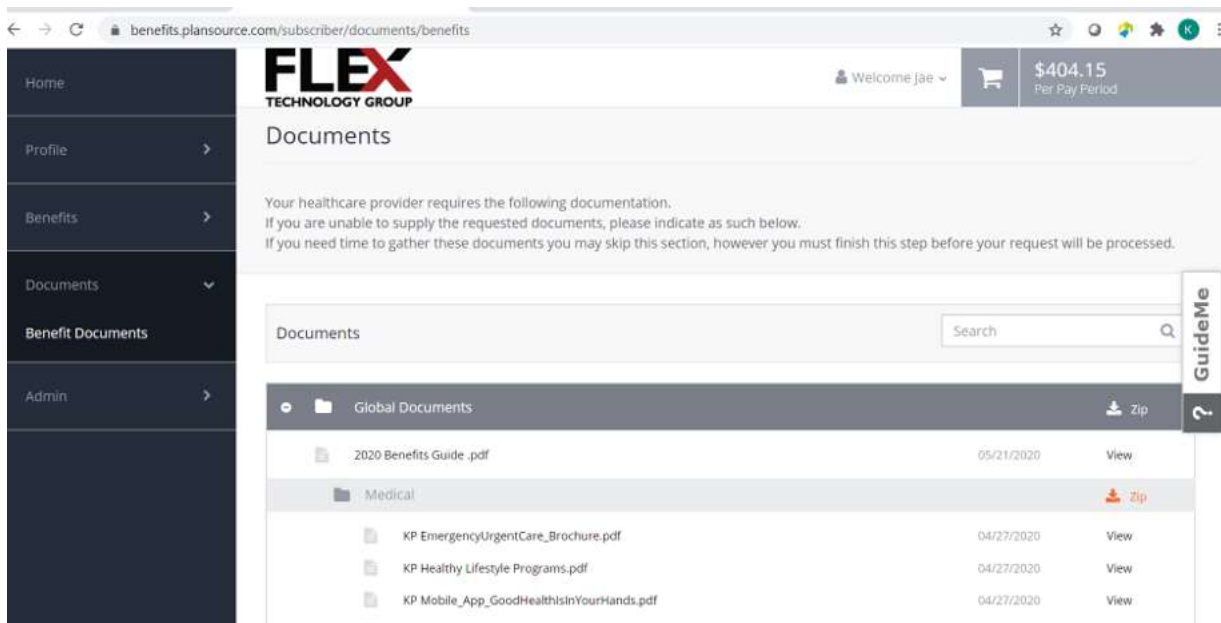 benefits.plansource.com/subscriber/documents/benefits
K
Home
Profile
Benefits
Documents
Benefit Documents
Admin
FLEX
TECHNOLOGY GROUP
Welcome Jae
$404.15
Per Pay Period
Documents
Your healthcare provider requires the following documentation.
If you are unable to supply the requested documents, please indicate as such below.
If you need time to gather these documents you may skip this section, however you must finish this step before your request will be processed.
Documents
Search
Global Documents Zip
2020 Benefits Guide .pdf 05/21/2020 View
Medical Zip
KP EmergencyUrgentCare_Brochure.pdf 04/27/2020 View
KP Healthy Lifestyle Programs.pdf 04/27/2020 View
KP Mobile_App_GoodHealthIsInYourHands.pdf 04/27/2020 View
? GuideMe